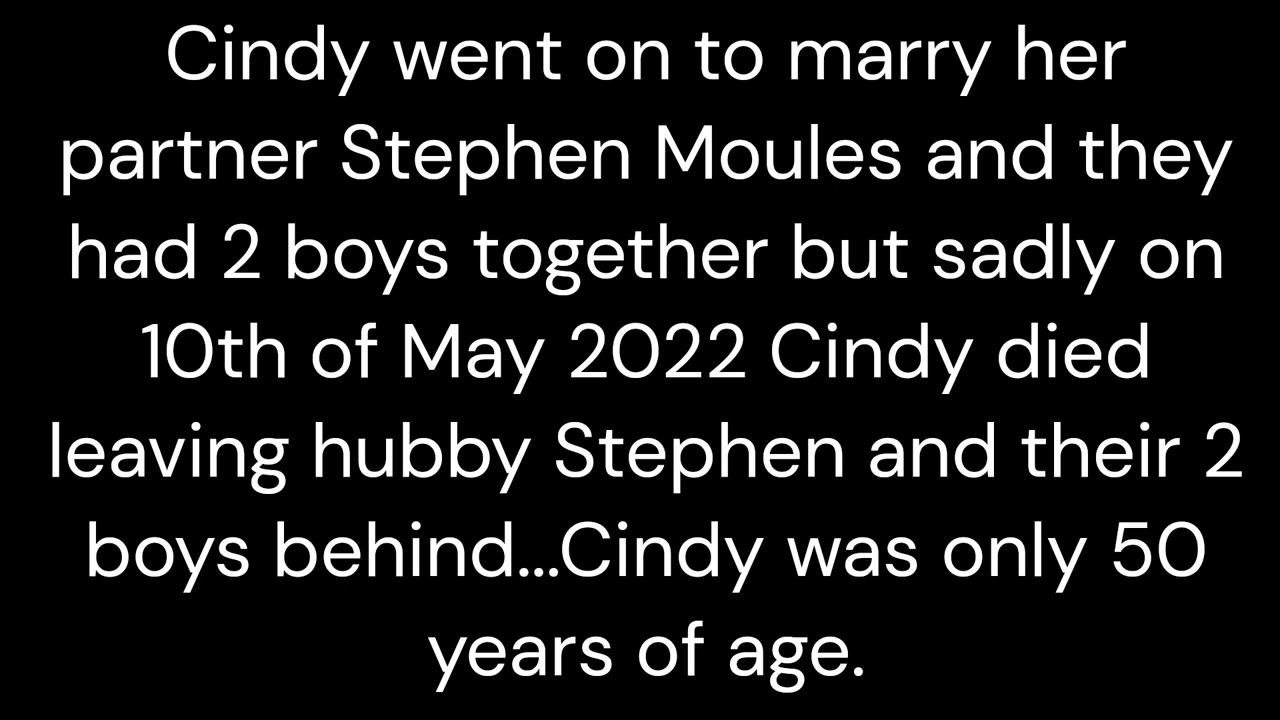 Cindy went on to marry her
partner Stephen Moules and they
had 2 boys together but sadly on
10th of May 2022 Cindy died
leaving hubby Stephen and their 2
boys behind...Cindy was only 50
years of age.